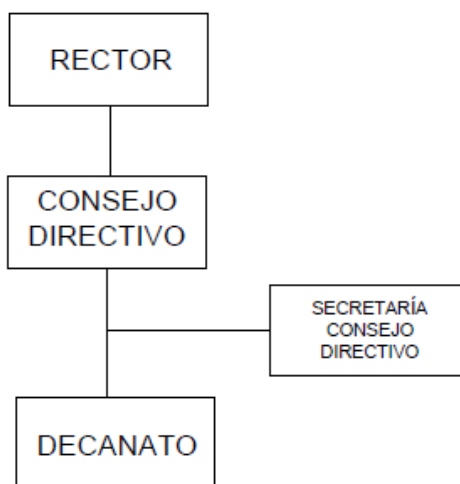 RECTOR
CONSEJO
DIRECTIVO
SECRETARÍA
CONSEJO
DIRECTIVO
DECANATO